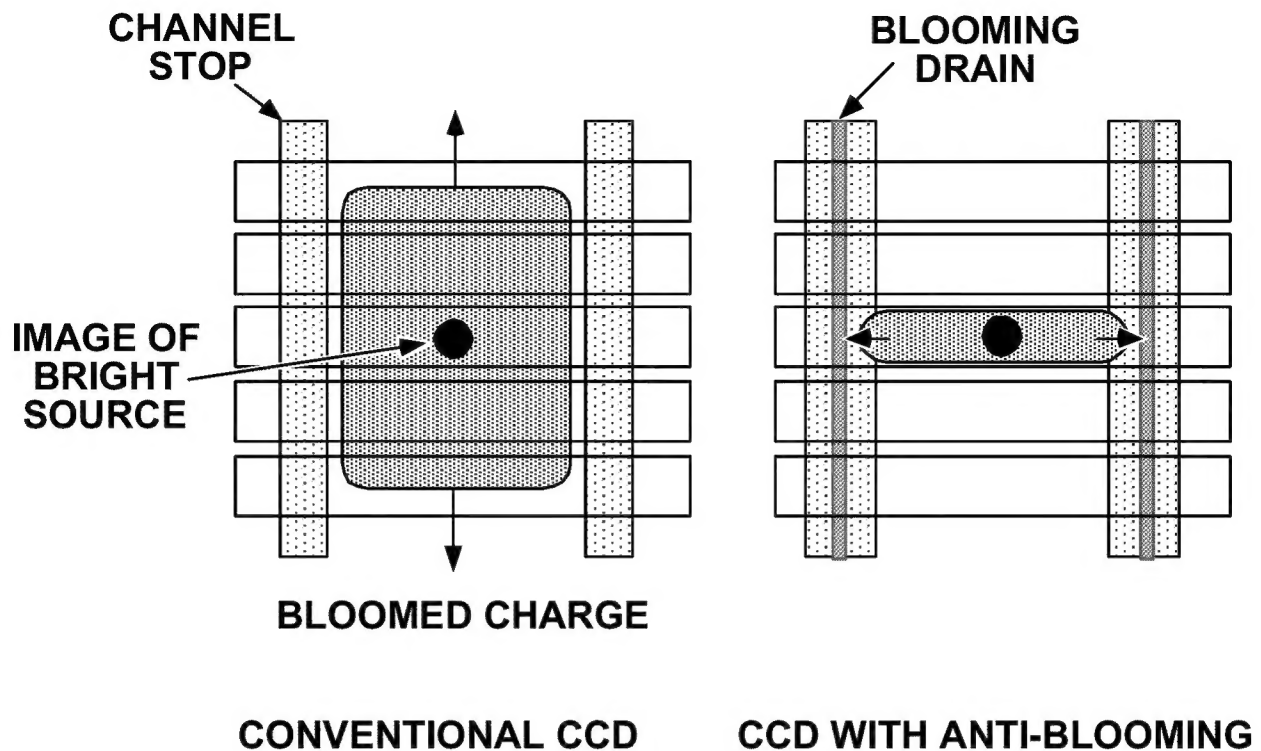 CHANNEL
STOP
BLOOMING
DRAIN
IMAGE OF
BRIGHT
SOURCE
BLOOMED CHARGE
CONVENTIONAL CCD
CCD WITH ANTI-BLOOMING